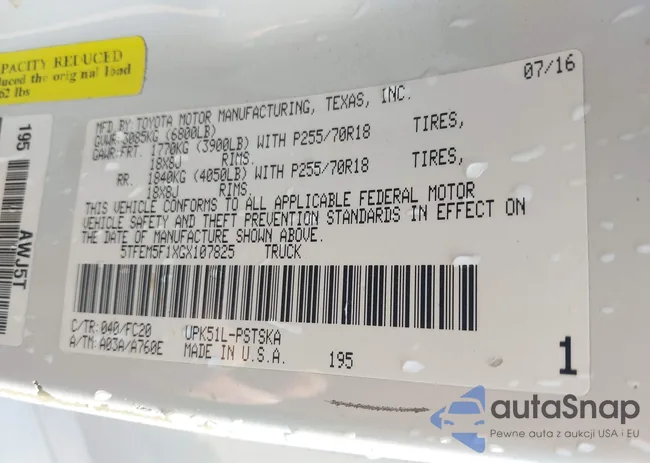 PACITY REDUCED
duced the original load
62 lbs
07/16
MFD BY TOYOTA MOTOR MANUFACTURING, TEXAS, INC.
GVWR 3085KG (6800LB)
GAWR-FRT. 1770KG (3900LB) WITH P255/70R18 TIRES,
18X8J RIMS.
RR 1840KG (4050LB) WITH P255/70R18 TIRES,
18X8J RIMS.
THIS VEHICLE CONFORMS TO ALL APPLICABLE FEDERAL MOTOR
VEHICLE SAFETY AND THEFT PREVENTION STANDARDS IN EFFECT ON
THE DATE OF MANUFACTURE SHOWN ABOVE.
5TFEM5F1XGX107825 TRUCK
C/TR: 040/FC20 UPK51L-PSTSKA
A/TM: A03A/A760E MADE IN U.S.A. 195 1
195
AWJ5T
autaSnap
Pewne auta z aukcji USA i EU